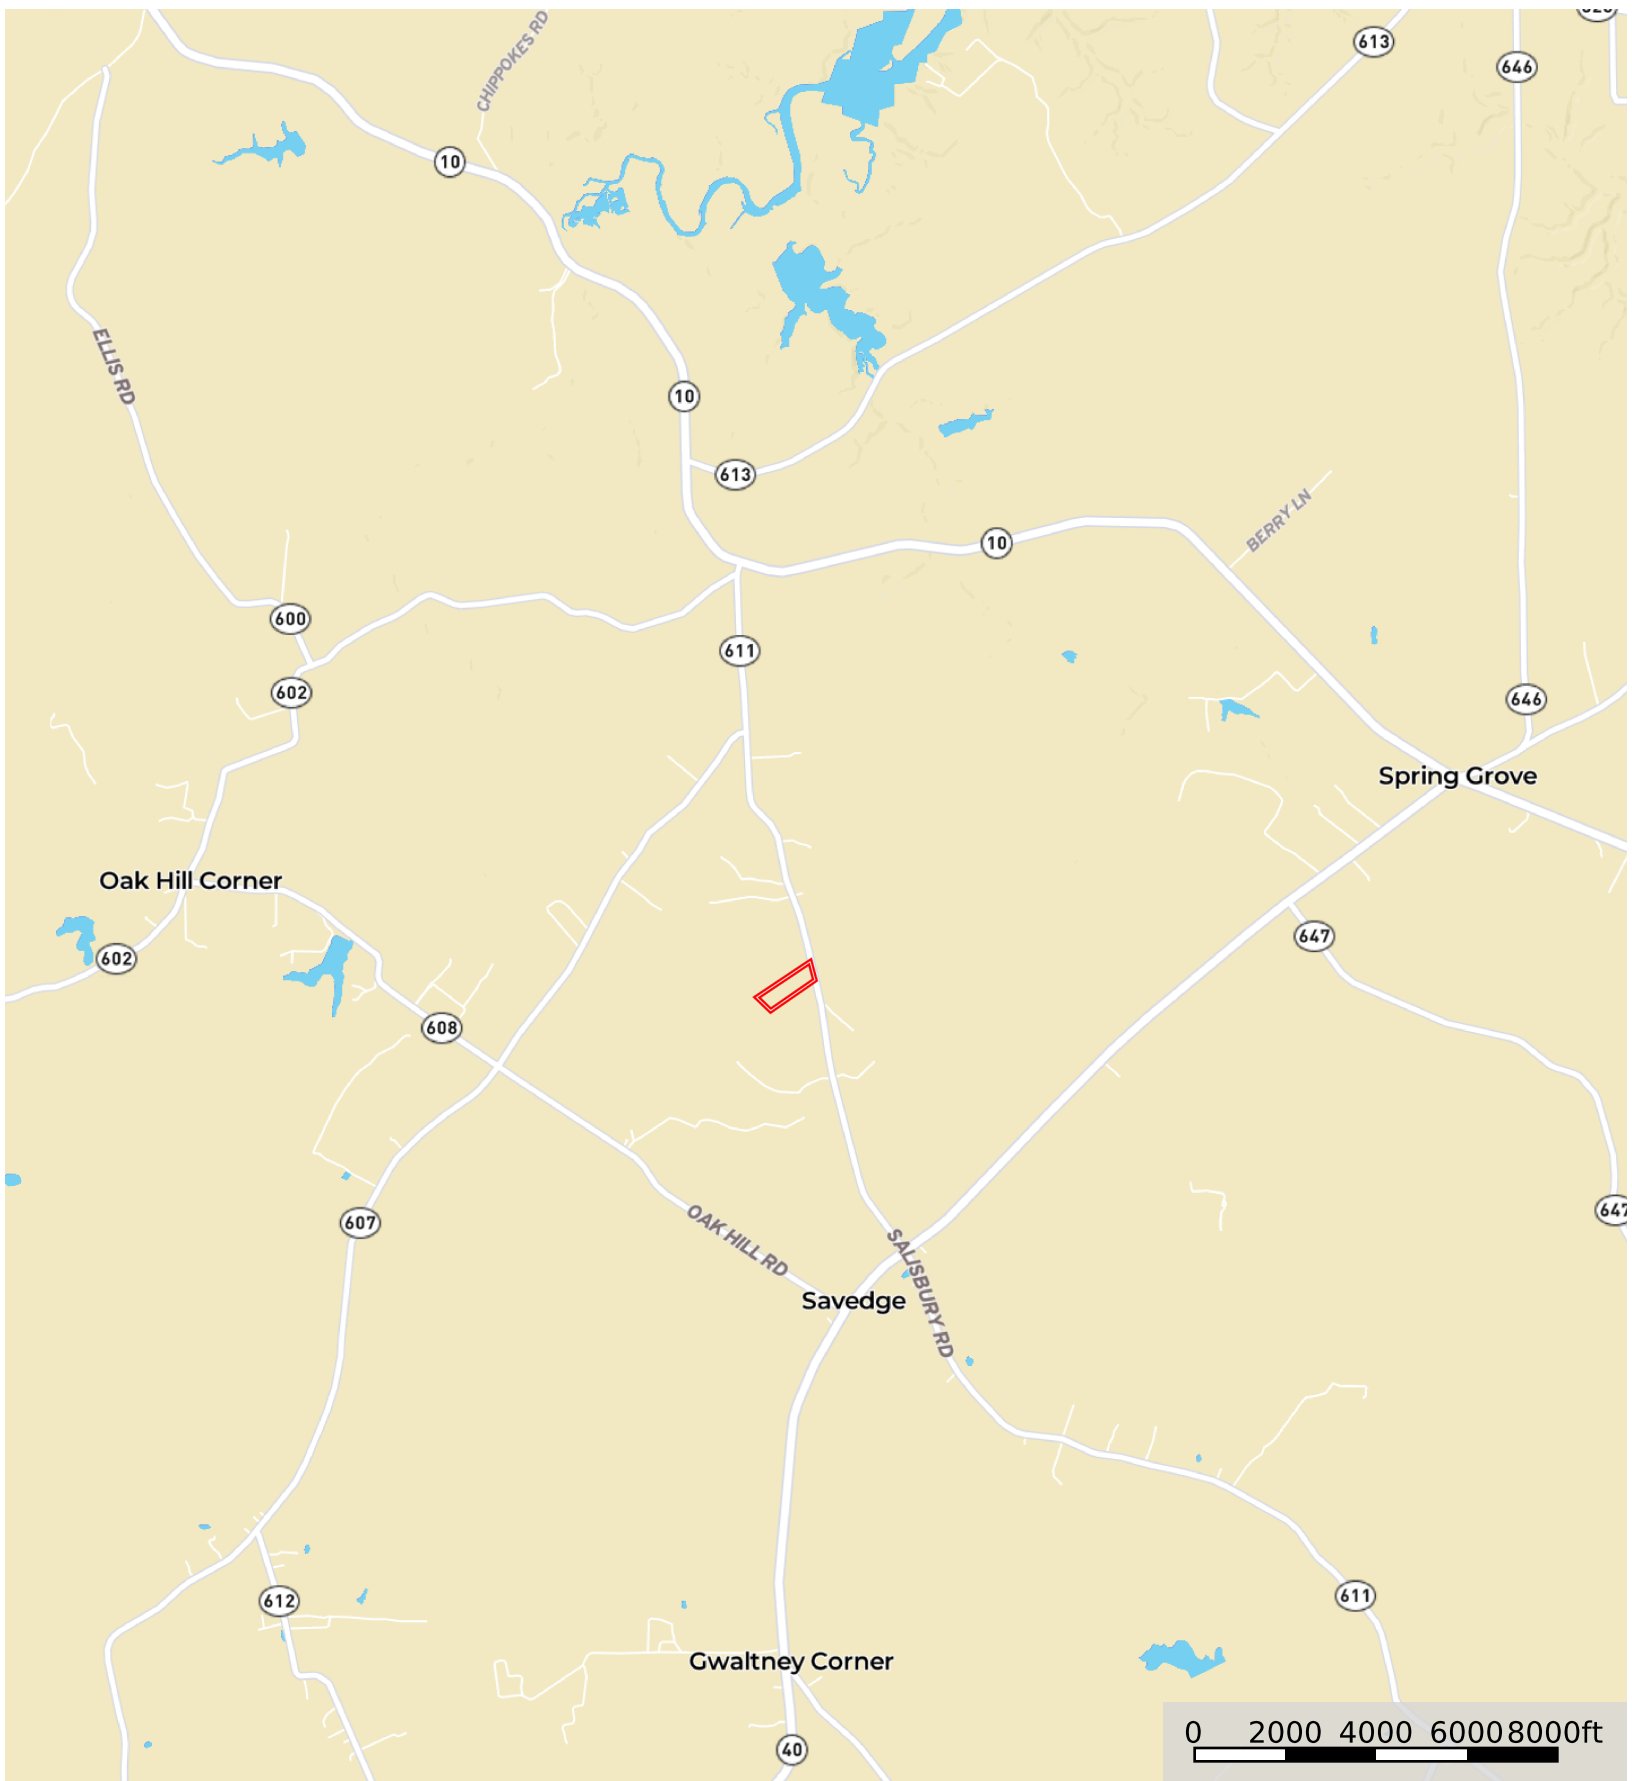 613
646
CHIPPOKES RD
10
ELLIS RD
10
613
10
BERRY LN
600
611
602
646
Spring Grove
Oak Hill Corner
647
602
608
647
607
OAK HILL RD
SALISBURY RD
Savedge
611
612
Gwaltney Corner
0 2000 4000 6000 8000ft
40